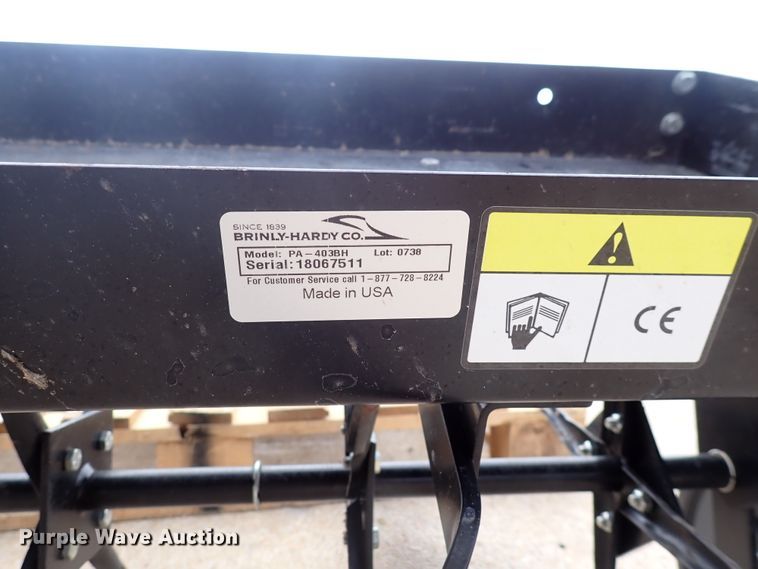 SINCE 1839
BRINLY-HARDY CO.
Model: PA-403BH Lot: 0738
Serial: 18067511
For Customer Service call 1-877-728-8224
Made in USA
CE
Purple Wave Auction